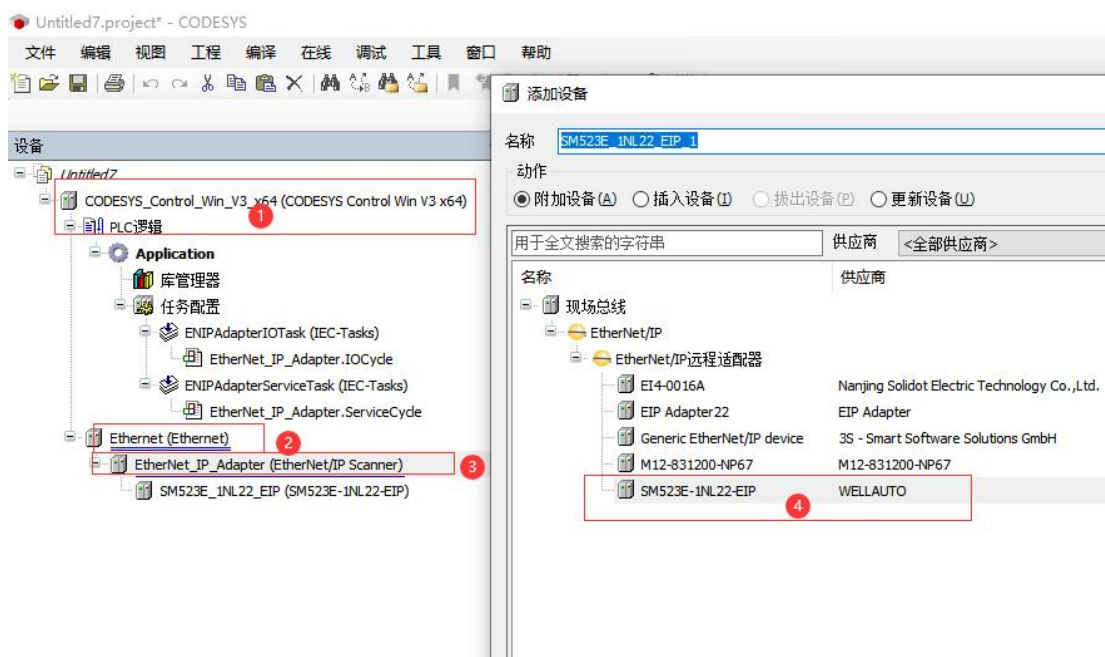 Untitled7.project* - CODESYS
文件 编辑 视图 工程 编译 在线 调试 工具 窗口 帮助
设备
Untitled7
CODESYS_Control_Win_V3_x64 (CODESYS Control Win V3 x64)
1
PLC逻辑
Application
库管理器
任务配置
ENIPAdapterIOTask (IEC-Tasks)
EtherNet_IP_Adapter.IOCycle
ENIPAdapterServiceTask (IEC-Tasks)
EtherNet_IP_Adapter.ServiceCycle
Ethernet (Ethernet)
2
EtherNet_IP_Adapter (EtherNet/IP Scanner)
3
SM523E_1NL22_EIP (SM523E-1NL22-EIP)
添加设备
名称 SM523E_1NL22_EIP_1
动作
附加设备(A) 插入设备(I) 拔出设备(P) 更新设备(U)
用于全文搜索的字符串 供应商 <全部供应商>
名称 供应商
现场总线
EtherNet/IP
EtherNet/IP远程适配器
EI4-0016A Nanjing Solidot Electric Technology Co.,Ltd.
EIP Adapter22 EIP Adapter
Generic EtherNet/IP device 3S - Smart Software Solutions GmbH
M12-831200-NP67 M12-831200-NP67
SM523E-1NL22-EIP WELLAUTO
4